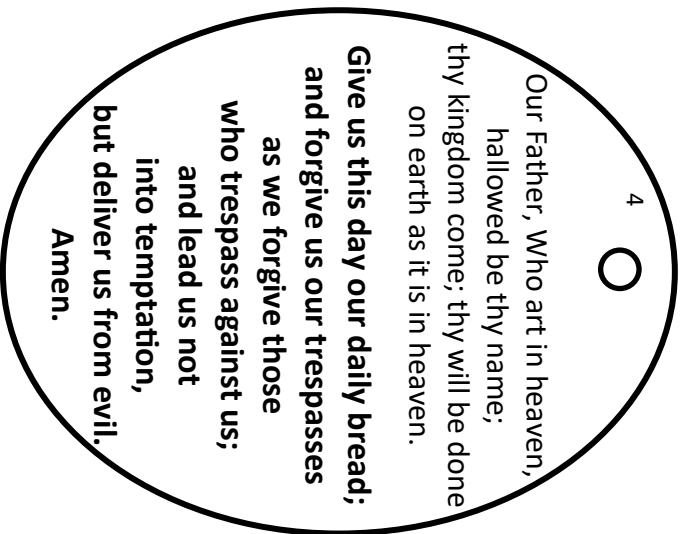 4
Our Father, Who art in heaven,
hallowed be thy name;
thy kingdom come; thy will be done
on earth as it is in heaven.
Give us this day our daily bread;
and forgive us our trespasses
as we forgive those
who trespass against us;
and lead us not
into temptation,
but deliver us from evil.
Amen.